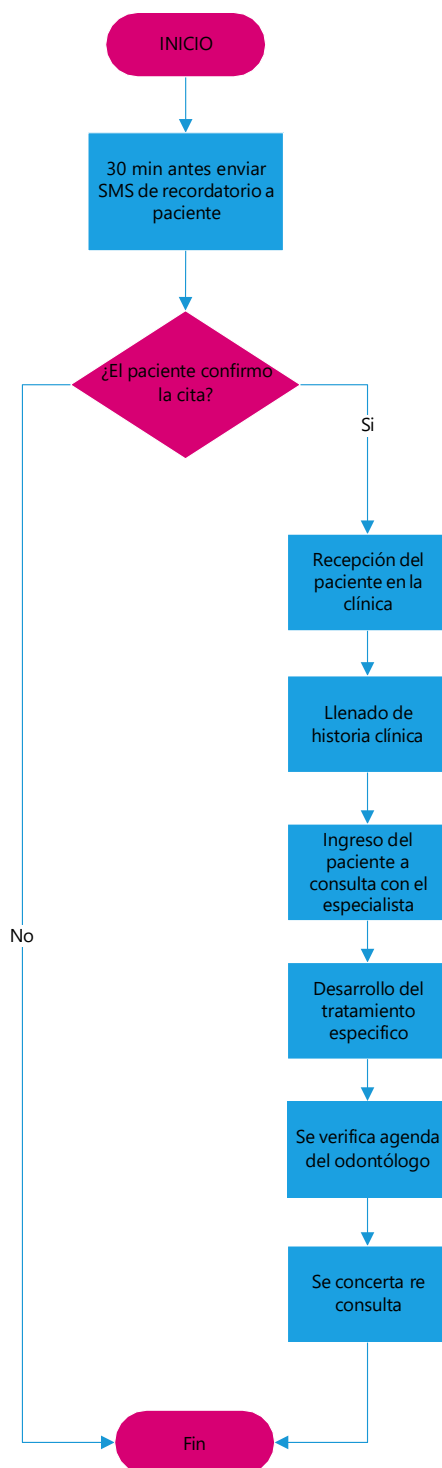 INICIO
30 min antes enviar
SMS de recordatorio a
paciente
¿El paciente confirmo
la cita?
Si
Recepción del
paciente en la
clínica
Llenado de
historia clínica
Ingreso del
paciente a
consulta con el
especialista
No
Desarrollo del
tratamiento
especifico
Se verifica agenda
del odontólogo
Se concerta re
consulta
Fin